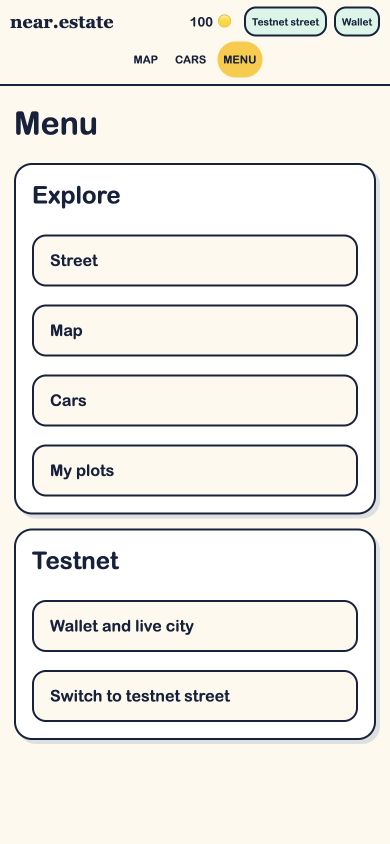 near.estate
100
Testnet street
Wallet
MAP
CARS
MENU
Menu
Explore
Street
Map
Cars
My plots
Testnet
Wallet and live city
Switch to testnet street